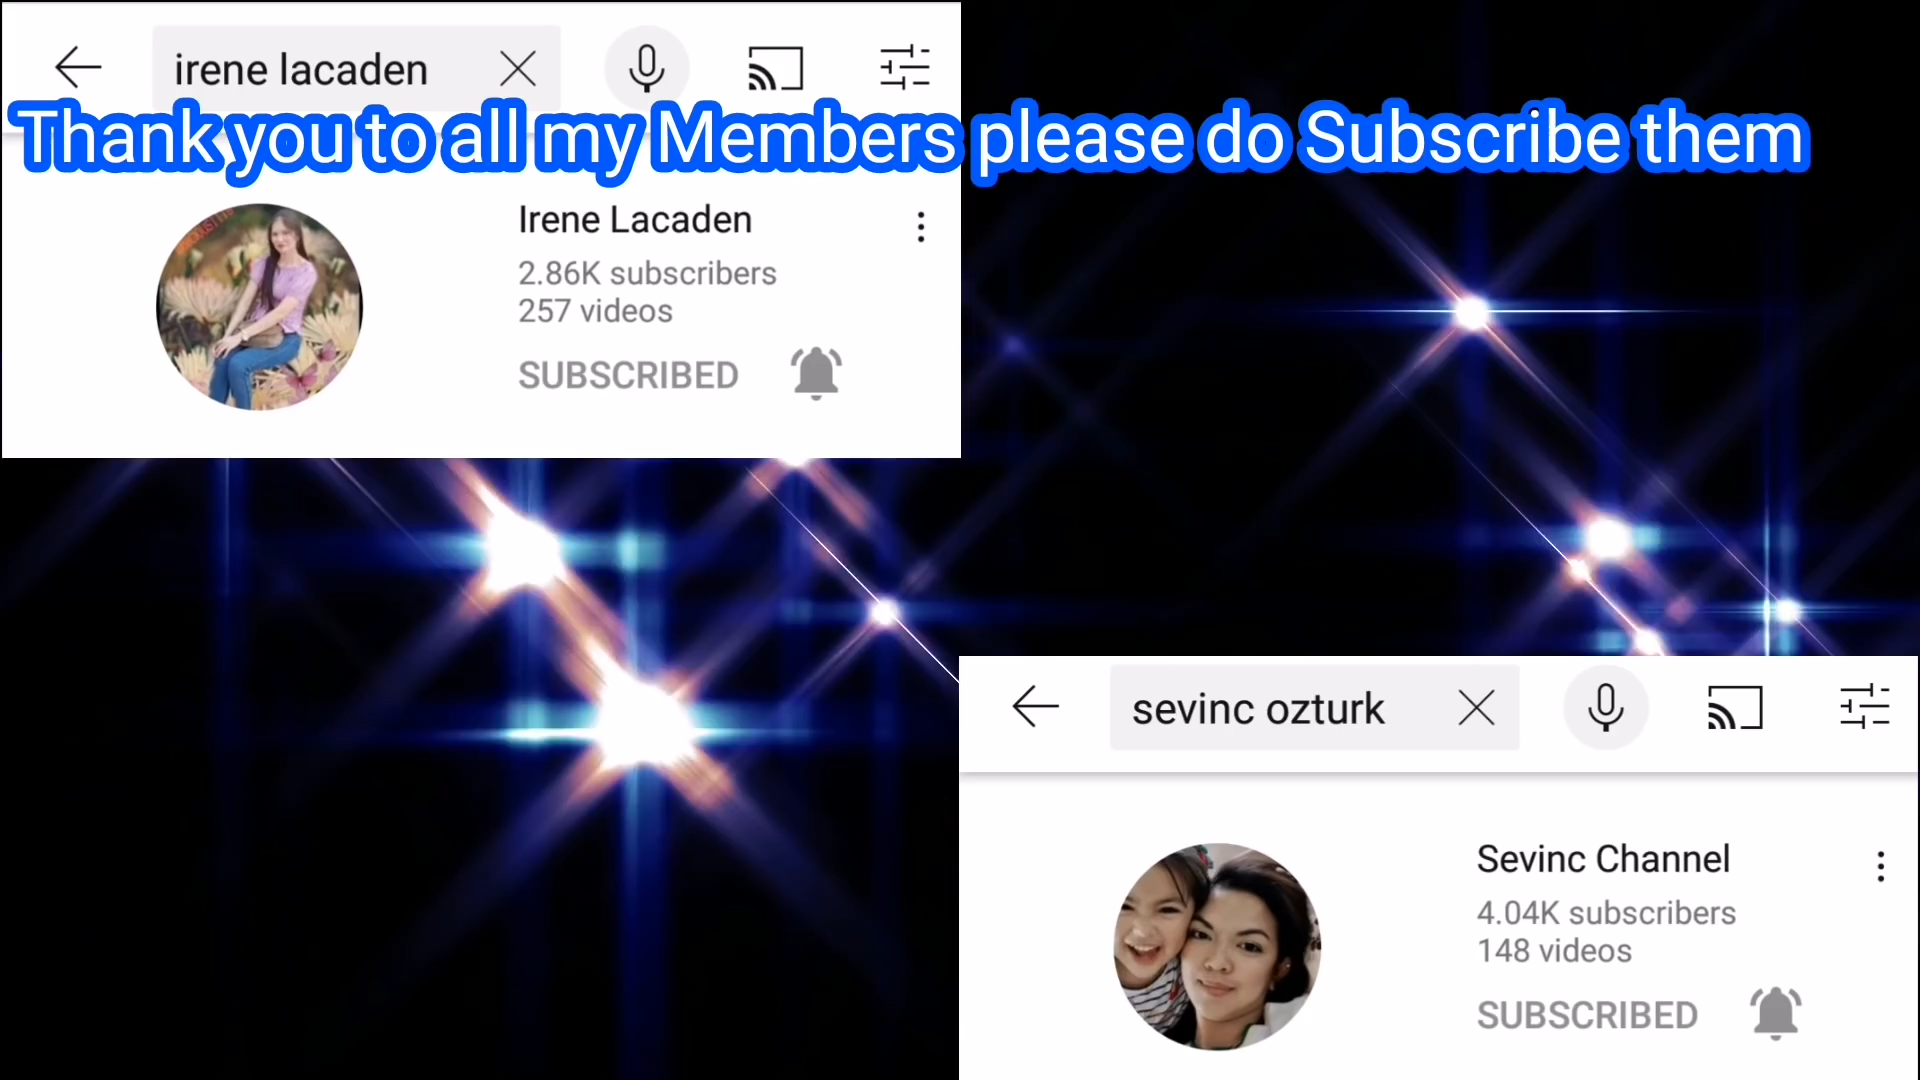 irene lacaden
Thank you to all my Members please do Subscribe them
Irene Lacaden
2.86K subscribers
257 videos
SUBSCRIBED
sevinc ozturk
Sevinc Channel
4.04K subscribers
148 videos
SUBSCRIBED